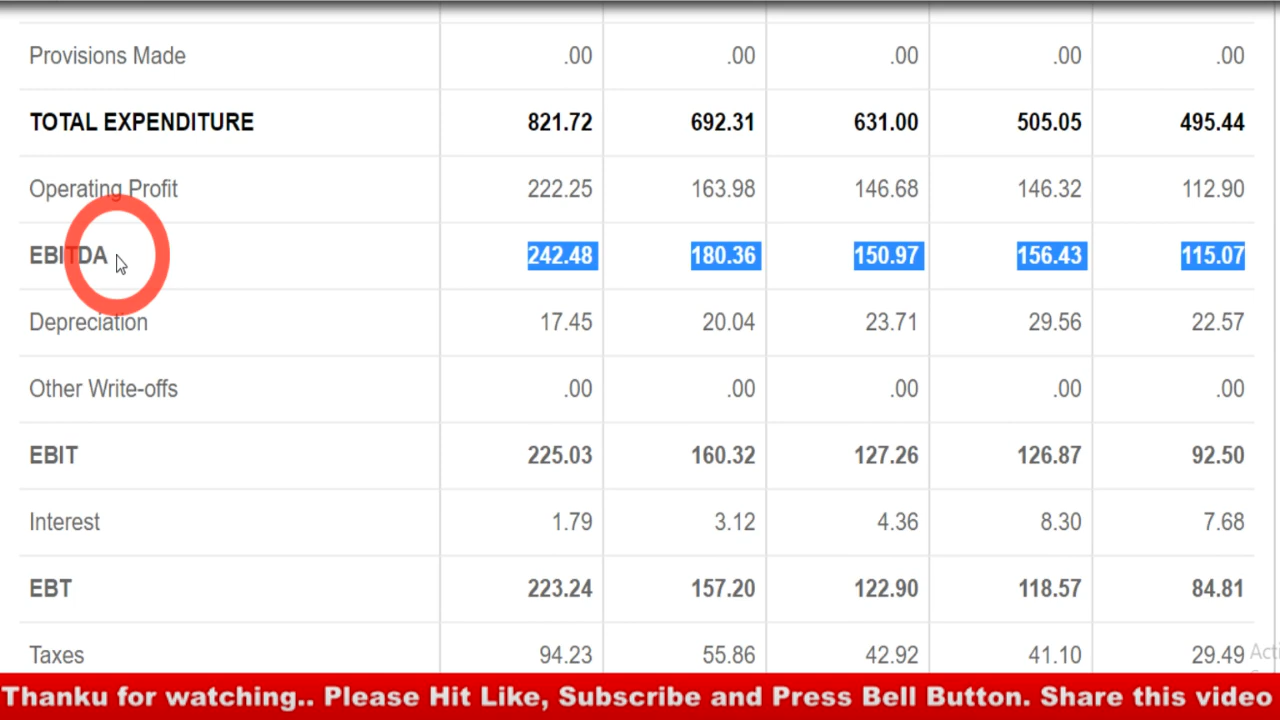 Provisions Made .00 .00 .00 .00 .00
TOTAL EXPENDITURE 821.72 692.31 631.00 505.05 495.44
Operating Profit 222.25 163.98 146.68 146.32 112.90
EBITDA 242.48 180.36 150.97 156.43 115.07
Depreciation 17.45 20.04 23.71 29.56 22.57
Other Write-offs .00 .00 .00 .00 .00
EBIT 225.03 160.32 127.26 126.87 92.50
Interest 1.79 3.12 4.36 8.30 7.68
EBT 223.24 157.20 122.90 118.57 84.81
Taxes 94.23 55.86 42.92 41.10 29.49
Thanku for watching.. Please Hit Like, Subscribe and Press Bell Button. Share this video